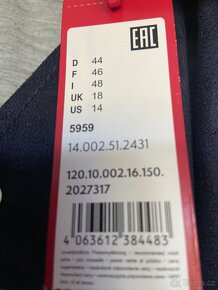 EAC
D 44
F 46
I 48
UK 18
US 14
5959
14.002.51.2431
120.10.002.16.150.
2027317
4 063612 384483